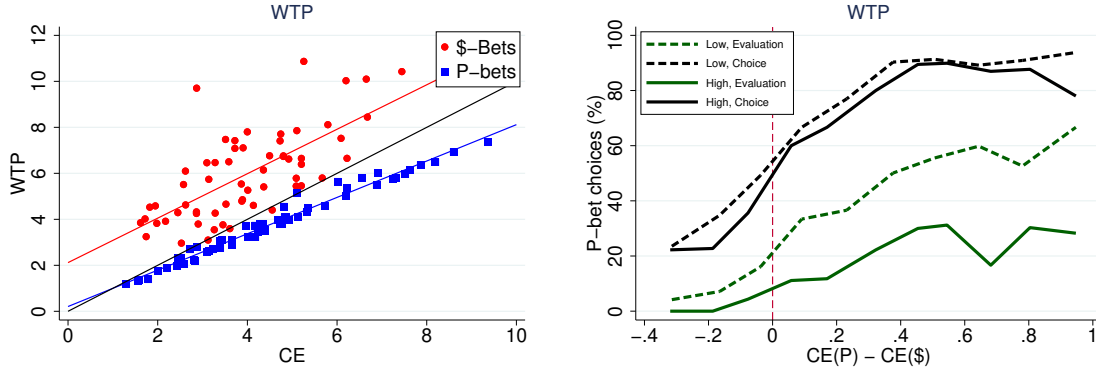 WTP
12
10
8
6
4
2
0
WTP
$-Bets
P-bets
0
2
4
6
8
10
CE
WTP
100
80
60
40
20
0
P-bet choices (%)
Low, Evaluation
Low, Choice
High, Evaluation
High, Choice
-.4
-.2
0
.2
.4
.6
.8
1
CE(P) − CE($)